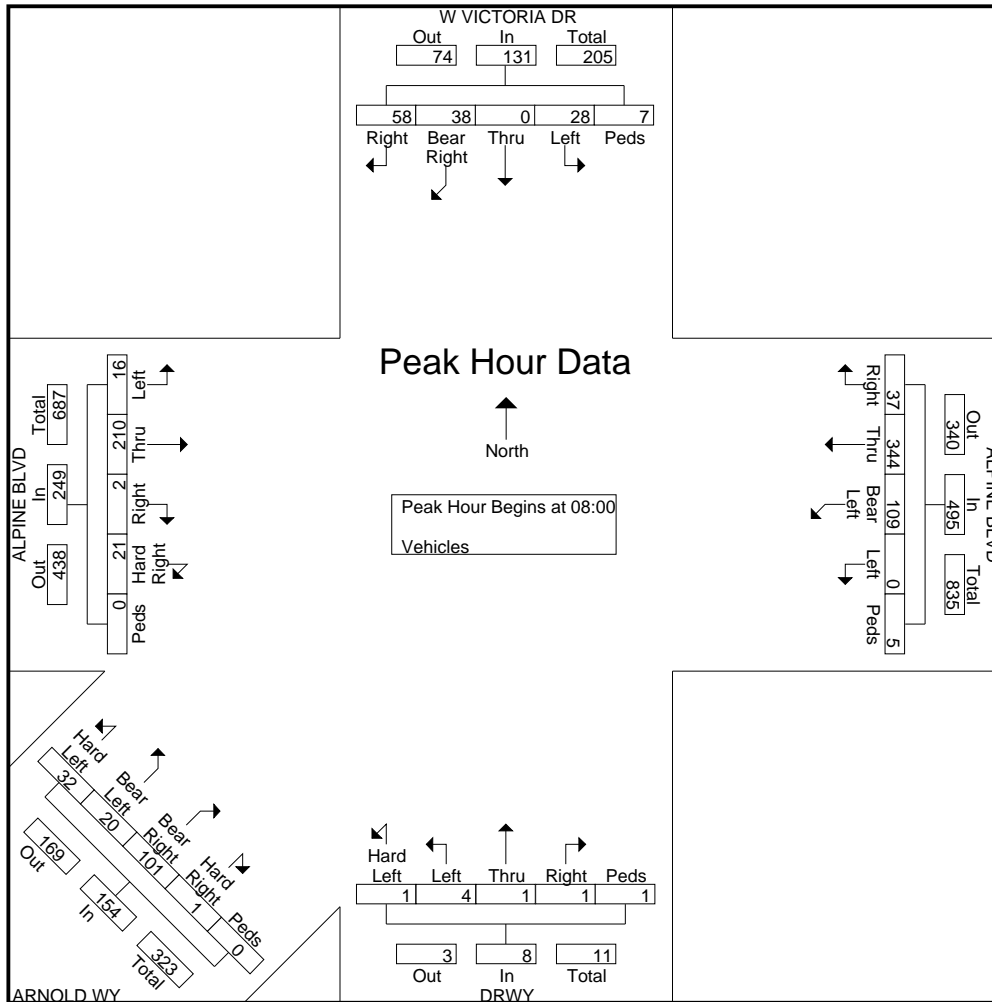 W VICTORIA DR
Out In Total
74 131 205
58 38 0 28 7
Right Bear Right Thru Left Peds
Peak Hour Data
North
Peak Hour Begins at 08:00
Vehicles
ALPINE BLVD
Total In Out
687 249 438
16 210 2 21 0
Left Thru Right Hard Right Peds
ALPINE BLVD
Out In Total
340 495 835
37 344 109 0 5
Right Thru Bear Left Left Peds
Hard Left Bear Left Bear Right Hard Right Peds
32 20 101 1 0
169 154 323
Out In Total
ARNOLD WY
Hard Left Left Thru Right Peds
1 4 1 1 1
3 8 11
Out In Total
DRWY